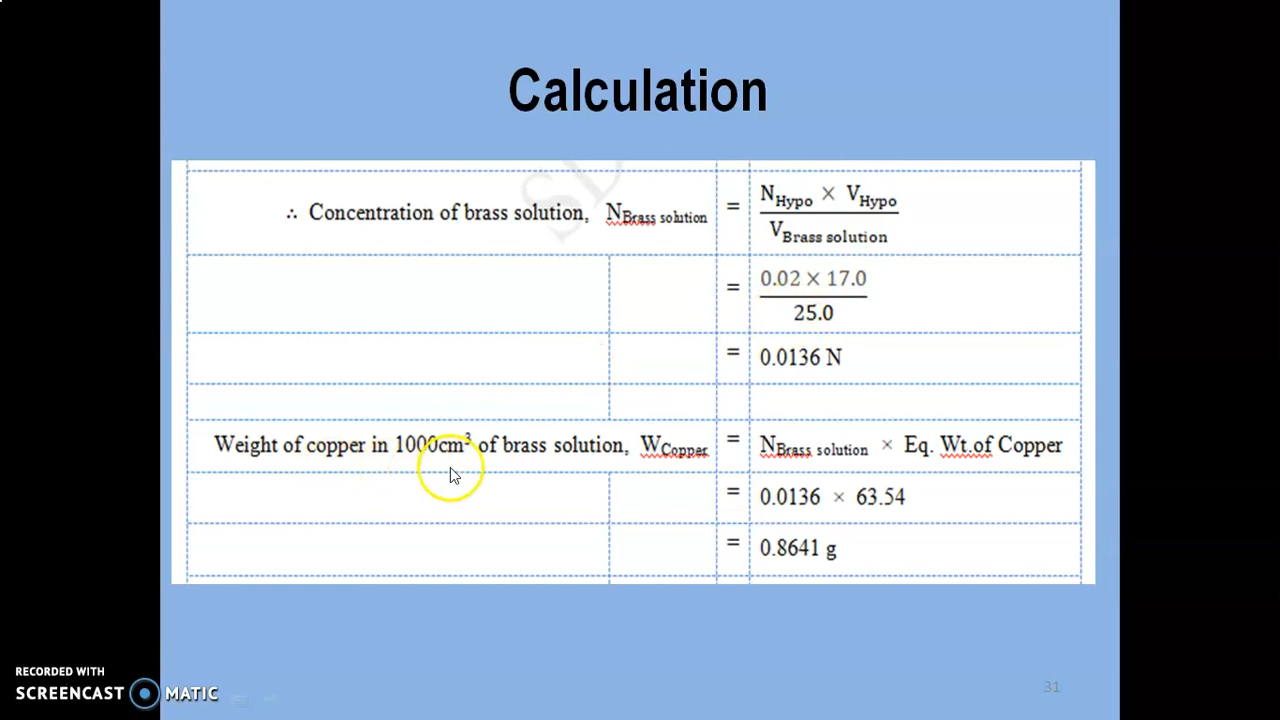 Calculation
∴ Concentration of brass solution, N_Brass solution = N_Hypo × V_Hypo / V_Brass solution
= 0.02 × 17.0 / 25.0
= 0.0136 N
Weight of copper in 1000cm³ of brass solution, W_Copper = N_Brass solution × Eq. Wt.of Copper
= 0.0136 × 63.54
= 0.8641 g
RECORDED WITH
SCREENCAST MATIC
31